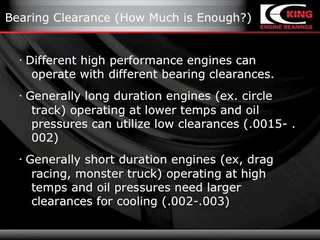 Bearing Clearance (How Much is Enough?)
KING
ENGINE BEARINGS
· Different high performance engines can
operate with different bearing clearances.
· Generally long duration engines (ex. circle
track) operating at lower temps and oil
pressures can utilize low clearances (.0015- .
002)
· Generally short duration engines (ex, drag
racing, monster truck) operating at high
temps and oil pressures need larger
clearances for cooling (.002-.003)